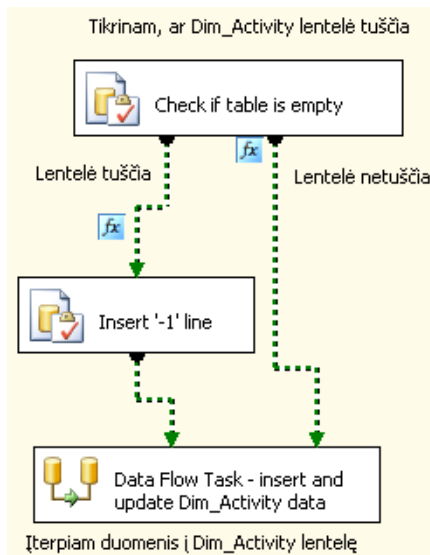 Tikrinam, ar Dim_Activity lentelė tuščia
Check if table is empty
fx
Lentelė tuščia
Lentelė netuščia
fx
Insert '-1' line
Data Flow Task - insert and
update Dim_Activity data
Įterpiam duomenis į Dim_Activity lentelę